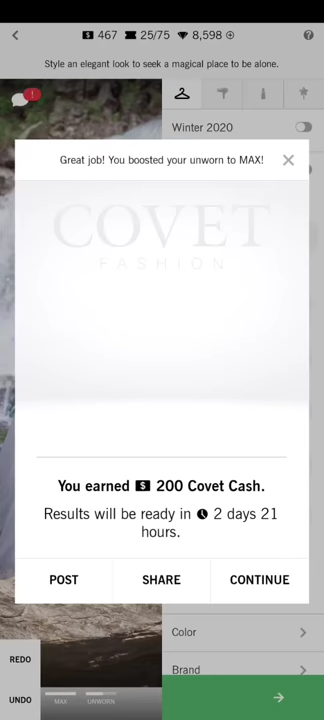 467 25/75 8,598
Style an elegant look to seek a magical place to be alone.
Winter 2020
Great job! You boosted your unworn to MAX!
COVET
FASHION
You earned $ 200 Covet Cash.
Results will be ready in 2 days 21
hours.
POST SHARE CONTINUE
Color
Brand
REDO
UNDO
MAX
UNWORN